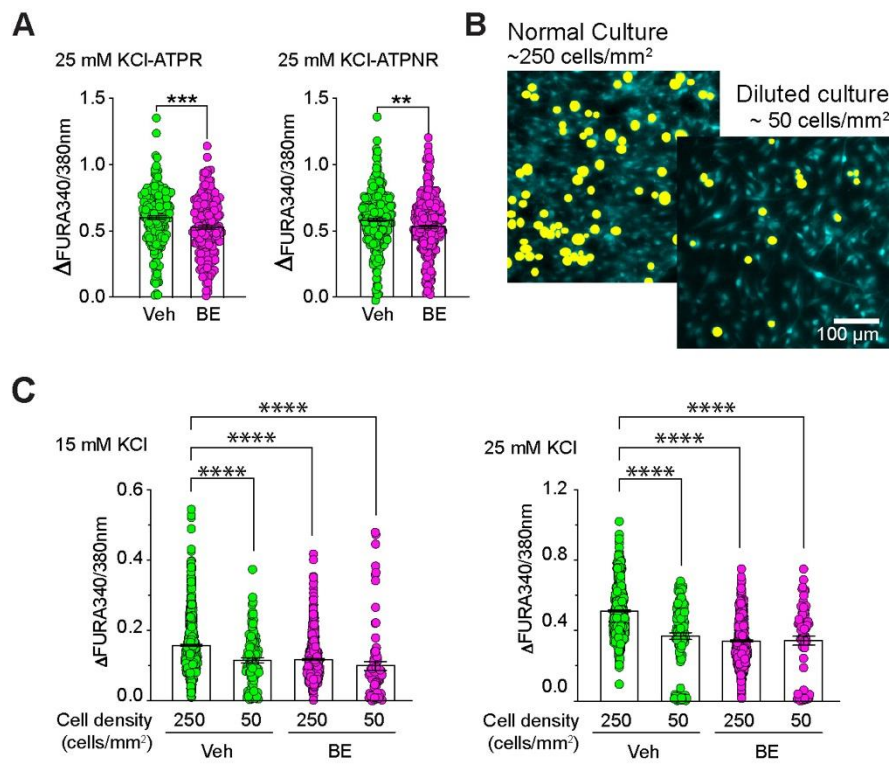 A
25 mM KCl-ATPR
***
ΔFURA340/380nm
1.5
1.0
0.5
0.0
Veh BE
25 mM KCl-ATPNR
**
ΔFURA340/380nm
1.5
1.0
0.5
0.0
Veh BE
B
Normal Culture
~250 cells/mm²
Diluted culture
~ 50 cells/mm²
100 µm
C
15 mM KCl
****
****
****
ΔFURA340/380nm
0.6
0.4
0.2
0.0
Cell density
(cells/mm²)
250 50 250 50
Veh BE
25 mM KCl
****
****
****
ΔFURA340/380nm
1.2
0.8
0.4
0.0
Cell density
(cells/mm²)
250 50 250 50
Veh BE